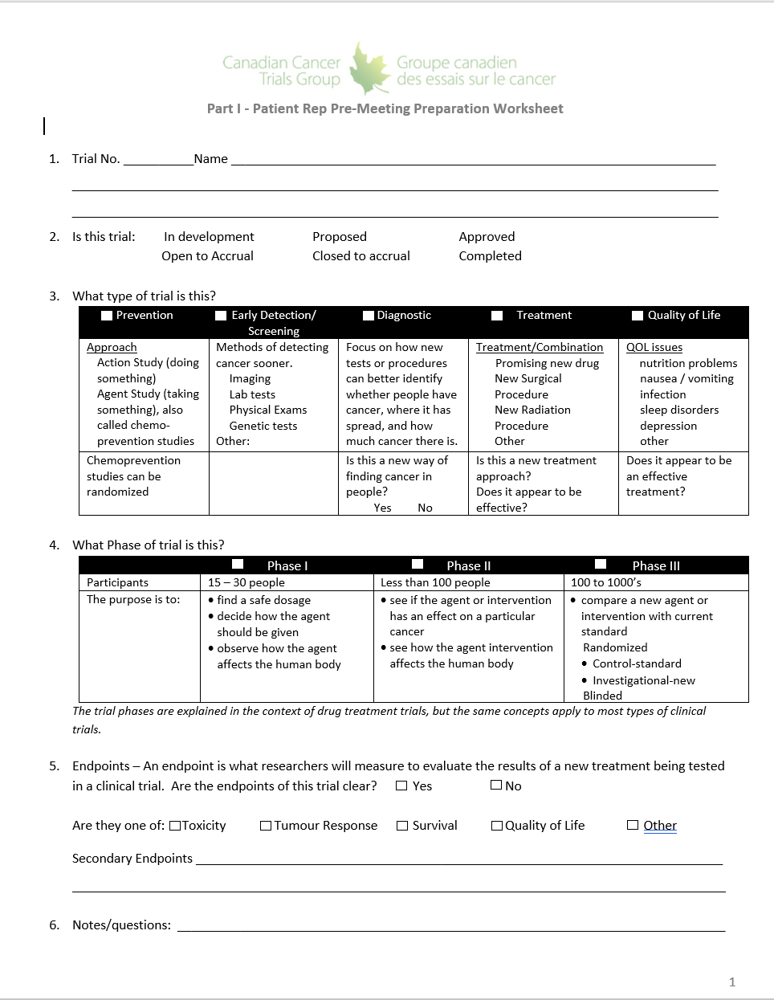 Canadian Cancer Groupe canadien
Trials Group des essais sur le cancer
Part I - Patient Rep Pre-Meeting Preparation Worksheet
1. Trial No. __________Name
2. Is this trial: In development Proposed Approved
Open to Accrual Closed to accrual Completed
3. What type of trial is this?
Prevention
Early Detection/
Screening
Diagnostic
Treatment
Quality of Life
Approach
Action Study (doing
something)
Agent Study (taking
something), also
called chemo-
prevention studies
Methods of detecting
cancer sooner.
Imaging
Lab tests
Physical Exams
Genetic tests
Other:
Focus on how new
tests or procedures
can better identify
whether people have
cancer, where it has
spread, and how
much cancer there is.
Treatment/Combination
Promising new drug
New Surgical
Procedure
New Radiation
Procedure
Other
QOL issues
nutrition problems
nausea / vomiting
infection
sleep disorders
depression
other
Chemoprevention
studies can be
randomized
Is this a new way of
finding cancer in
people?
Yes No
Is this a new treatment
approach?
Does it appear to be
effective?
Does it appear to be
an effective
treatment?
4. What Phase of trial is this?
Phase I Phase II Phase III
Participants 15 – 30 people Less than 100 people 100 to 1000's
The purpose is to:
• find a safe dosage
• decide how the agent
should be given
• observe how the agent
affects the human body
• see if the agent or intervention
has an effect on a particular
cancer
• see how the agent intervention
affects the human body
• compare a new agent or
intervention with current
standard
Randomized
• Control-standard
• Investigational-new
Blinded
The trial phases are explained in the context of drug treatment trials, but the same concepts apply to most types of clinical
trials.
5. Endpoints – An endpoint is what researchers will measure to evaluate the results of a new treatment being tested
in a clinical trial. Are the endpoints of this trial clear? ☐ Yes ☐ No
Are they one of: ☐Toxicity ☐Tumour Response ☐ Survival ☐Quality of Life ☐ Other
Secondary Endpoints
6. Notes/questions:
1